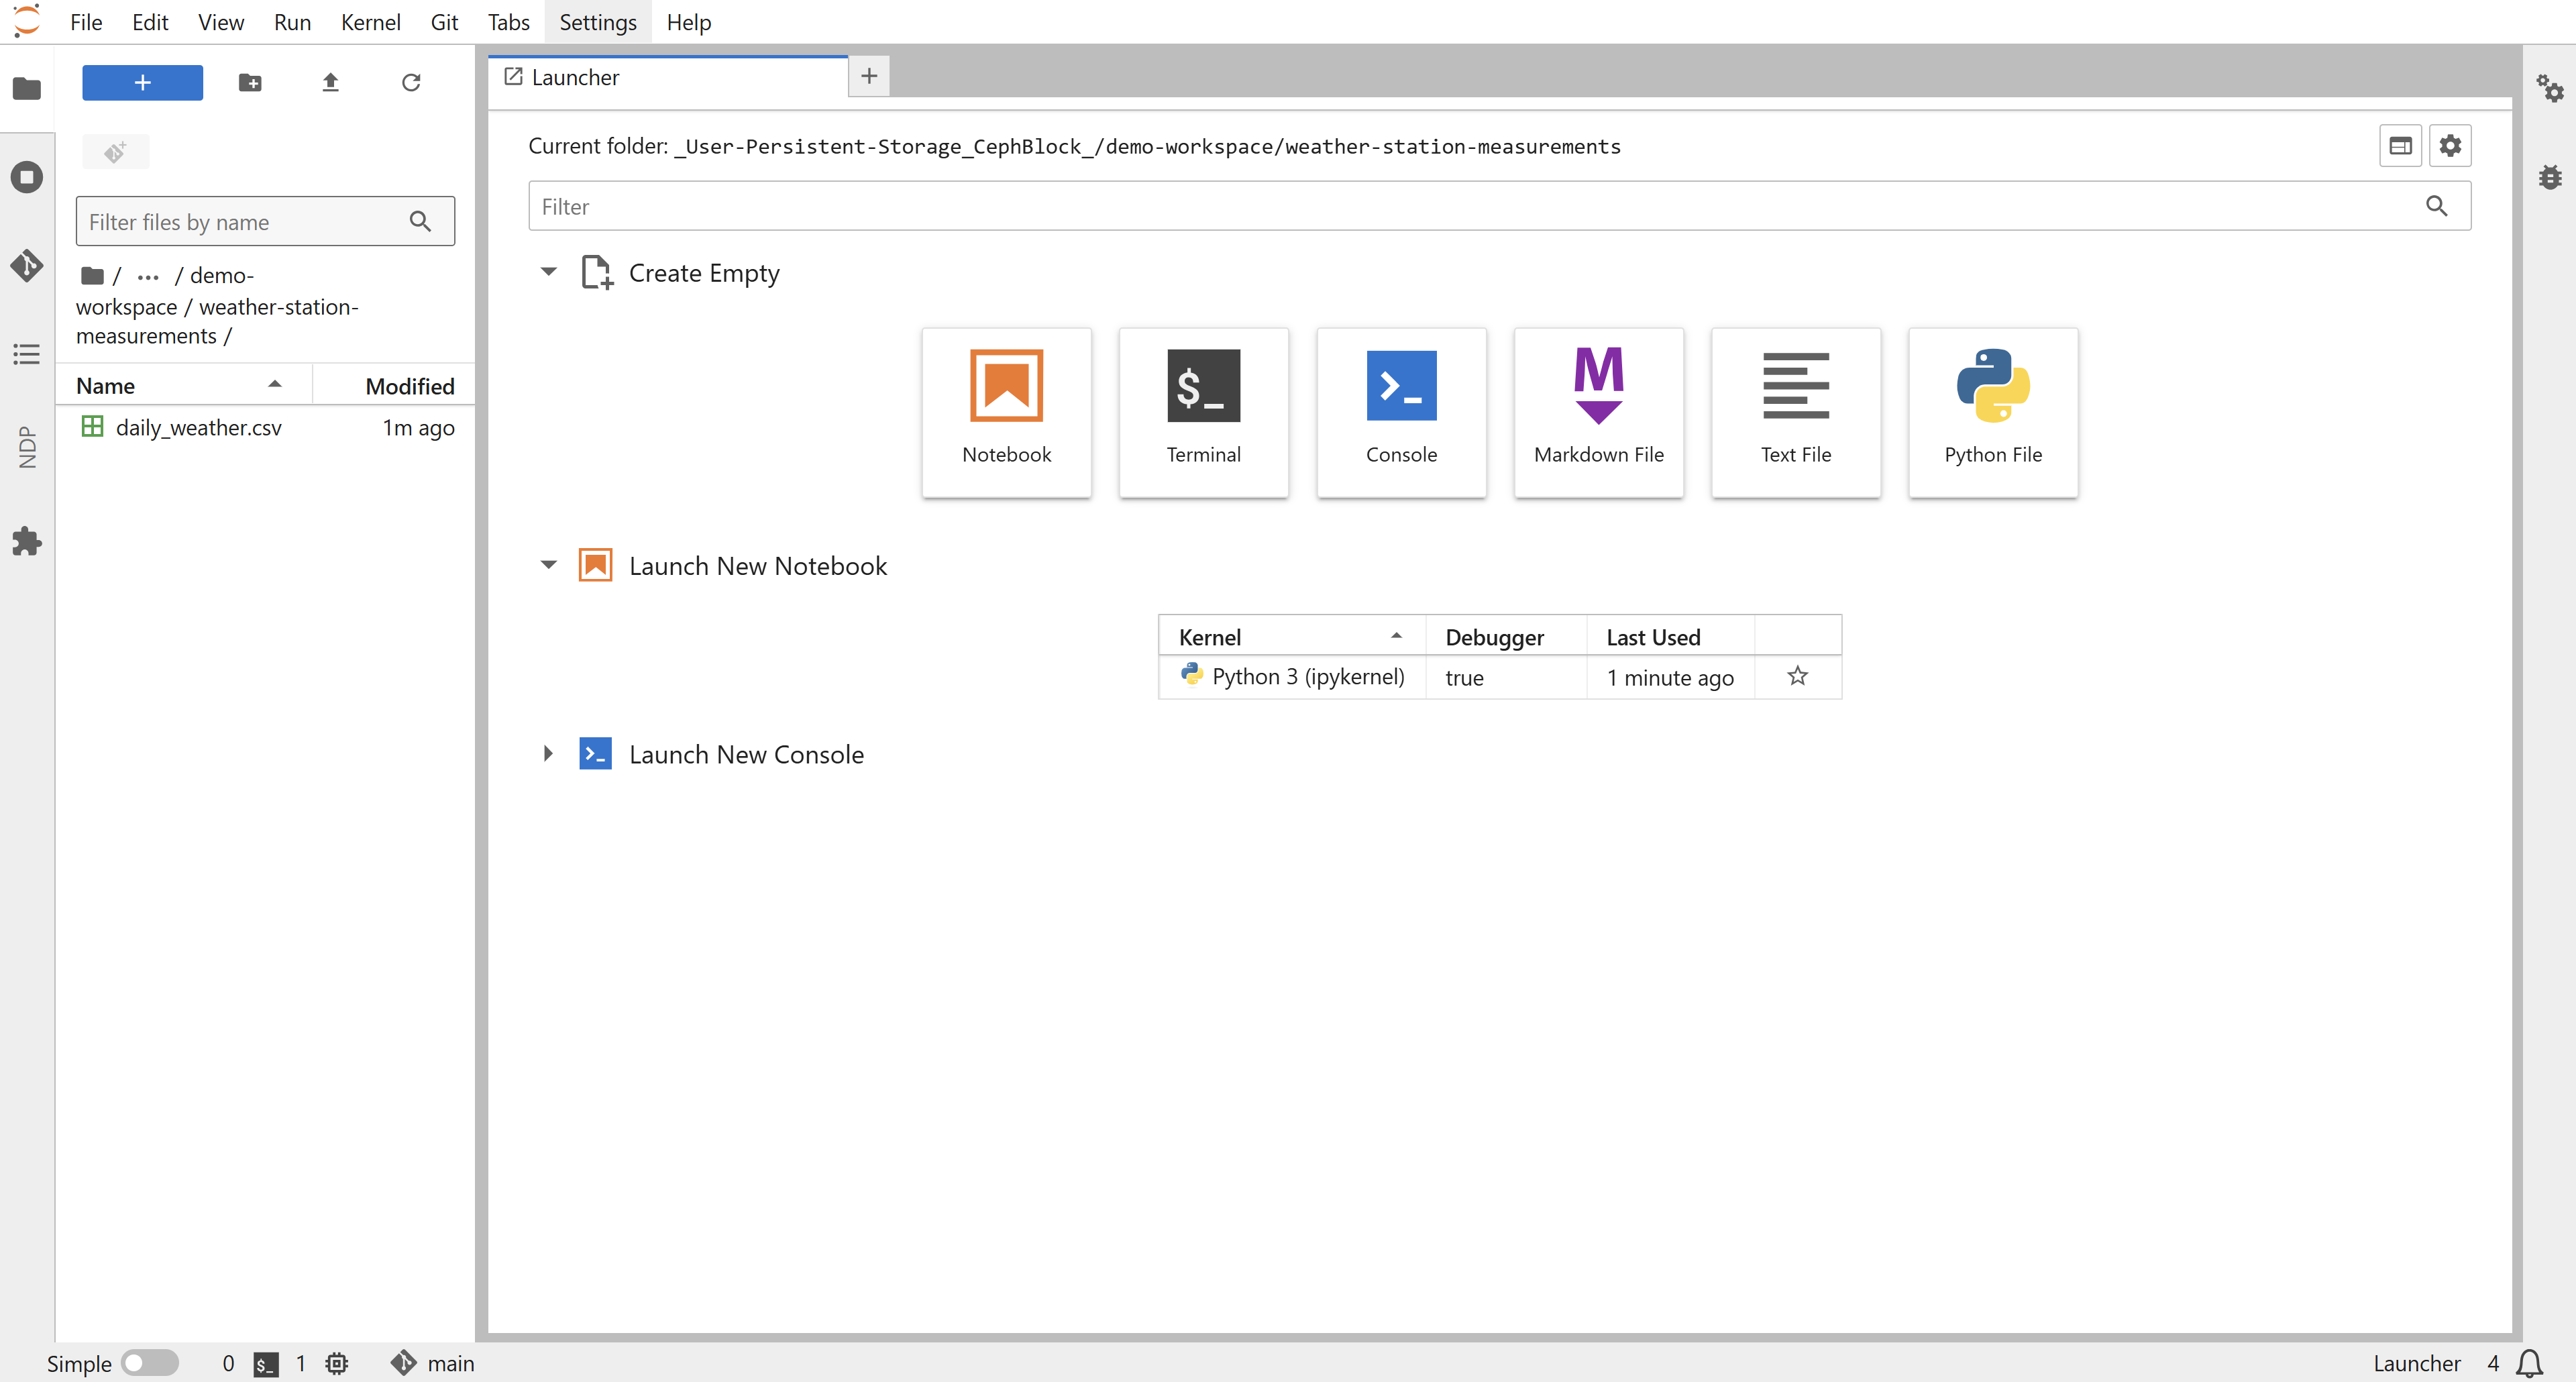 File Edit View Run Kernel Git Tabs Settings Help
+
Launcher
+
Filter files by name
/ ... / demo-
workspace / weather-station-
measurements /
Name Modified
daily_weather.csv 1m ago
NDP
Current folder: _User-Persistent-Storage_CephBlock_/demo-workspace/weather-station-measurements
Filter
Create Empty
$_
>_
M
Notebook Terminal Console Markdown File Text File Python File
Launch New Notebook
Kernel Debugger Last Used
Python 3 (ipykernel) true 1 minute ago
>_ Launch New Console
Simple 0 $_ 1 main Launcher 4